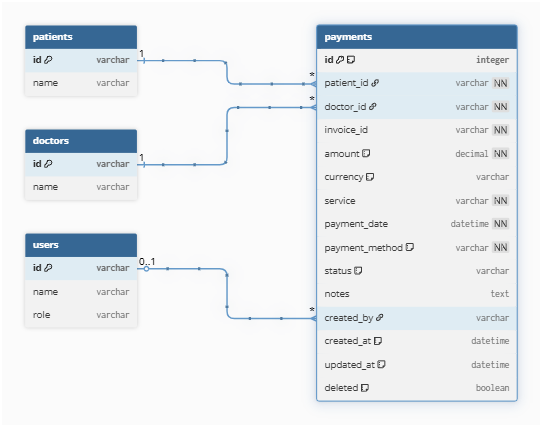 patients
id varchar
name varchar
doctors
id varchar
name varchar
users
id varchar
name varchar
role varchar
1
1
0..1
*
*
*
payments
id integer
patient_id varchar NN
doctor_id varchar NN
invoice_id varchar NN
amount decimal NN
currency varchar
service varchar NN
payment_date datetime NN
payment_method varchar NN
status varchar
notes text
created_by varchar
created_at datetime
updated_at datetime
deleted boolean